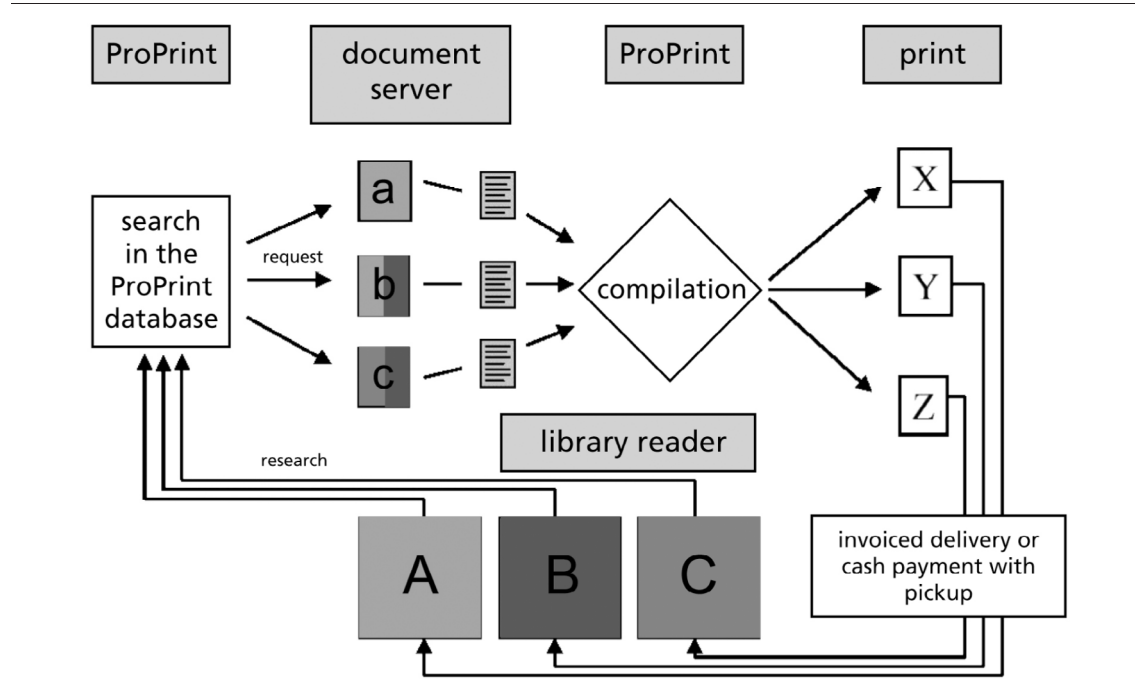 ProPrint
document
server
ProPrint
print
search
in the
ProPrint
database
request
a
b
c
compilation
X
Y
Z
library reader
research
A
B
C
invoiced delivery or
cash payment with
pickup